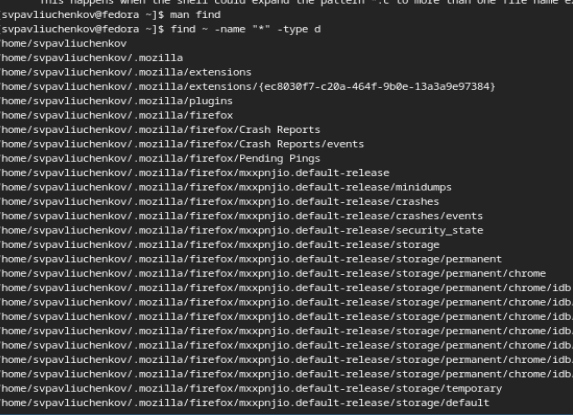 This happens when the shell could expand the pattern *.c to more than one file name e
[svpavliuchenkov@fedora ~]$ man find
[svpavliuchenkov@fedora ~]$ find ~ -name "*" -type d
/home/svpavliuchenkov
/home/svpavliuchenkov/.mozilla
/home/svpavliuchenkov/.mozilla/extensions
/home/svpavliuchenkov/.mozilla/extensions/{ec8030f7-c20a-464f-9b0e-13a3a9e97384}
/home/svpavliuchenkov/.mozilla/plugins
/home/svpavliuchenkov/.mozilla/firefox
/home/svpavliuchenkov/.mozilla/firefox/Crash Reports
/home/svpavliuchenkov/.mozilla/firefox/Crash Reports/events
/home/svpavliuchenkov/.mozilla/firefox/Pending Pings
/home/svpavliuchenkov/.mozilla/firefox/mxxpnjio.default-release
/home/svpavliuchenkov/.mozilla/firefox/mxxpnjio.default-release/minidumps
/home/svpavliuchenkov/.mozilla/firefox/mxxpnjio.default-release/crashes
/home/svpavliuchenkov/.mozilla/firefox/mxxpnjio.default-release/crashes/events
/home/svpavliuchenkov/.mozilla/firefox/mxxpnjio.default-release/security_state
/home/svpavliuchenkov/.mozilla/firefox/mxxpnjio.default-release/storage
/home/svpavliuchenkov/.mozilla/firefox/mxxpnjio.default-release/storage/permanent
/home/svpavliuchenkov/.mozilla/firefox/mxxpnjio.default-release/storage/permanent/chrome
/home/svpavliuchenkov/.mozilla/firefox/mxxpnjio.default-release/storage/permanent/chrome/idb
/home/svpavliuchenkov/.mozilla/firefox/mxxpnjio.default-release/storage/permanent/chrome/idb
/home/svpavliuchenkov/.mozilla/firefox/mxxpnjio.default-release/storage/permanent/chrome/idb
/home/svpavliuchenkov/.mozilla/firefox/mxxpnjio.default-release/storage/permanent/chrome/idb
/home/svpavliuchenkov/.mozilla/firefox/mxxpnjio.default-release/storage/permanent/chrome/idb
/home/svpavliuchenkov/.mozilla/firefox/mxxpnjio.default-release/storage/permanent/chrome/idb
/home/svpavliuchenkov/.mozilla/firefox/mxxpnjio.default-release/storage/permanent/chrome/idb
/home/svpavliuchenkov/.mozilla/firefox/mxxpnjio.default-release/storage/temporary
/home/svpavliuchenkov/.mozilla/firefox/mxxpnjio.default-release/storage/default